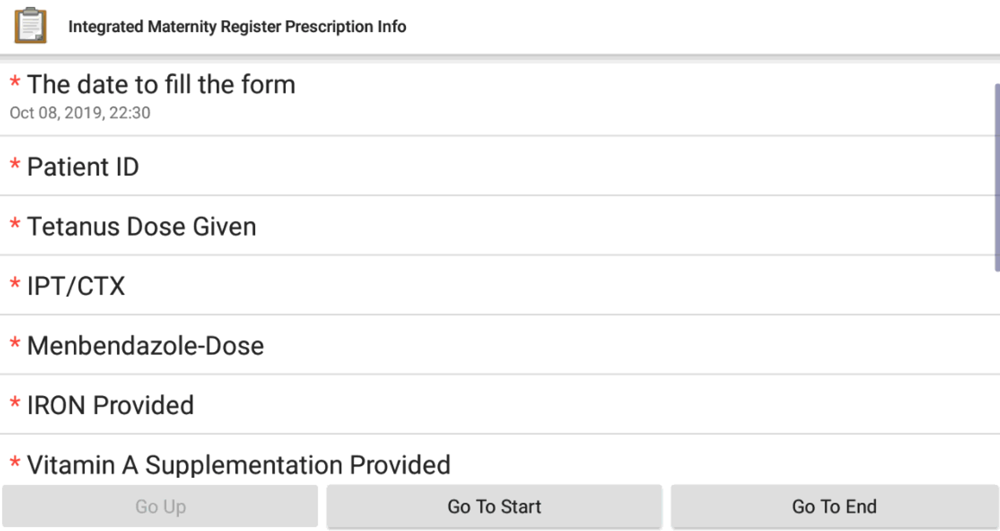 Integrated Maternity Register Prescription Info
* The date to fill the form
Oct 08, 2019, 22:30
* Patient ID
* Tetanus Dose Given
* IPT/CTX
* Menbendazole-Dose
* IRON Provided
* Vitamin A Supplementation Provided
Go Up
Go To Start
Go To End